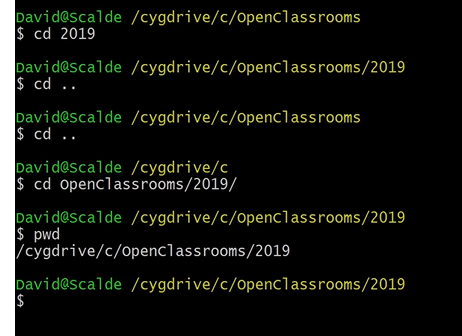 David@Scalde /cygdrive/c/OpenClassrooms
$ cd 2019
David@Scalde /cygdrive/c/OpenClassrooms/2019
$ cd ..
David@Scalde /cygdrive/c/OpenClassrooms
$ cd ..
David@Scalde /cygdrive/c
$ cd OpenClassrooms/2019/
David@Scalde /cygdrive/c/OpenClassrooms/2019
$ pwd
/cygdrive/c/OpenClassrooms/2019
David@Scalde /cygdrive/c/OpenClassrooms/2019
$